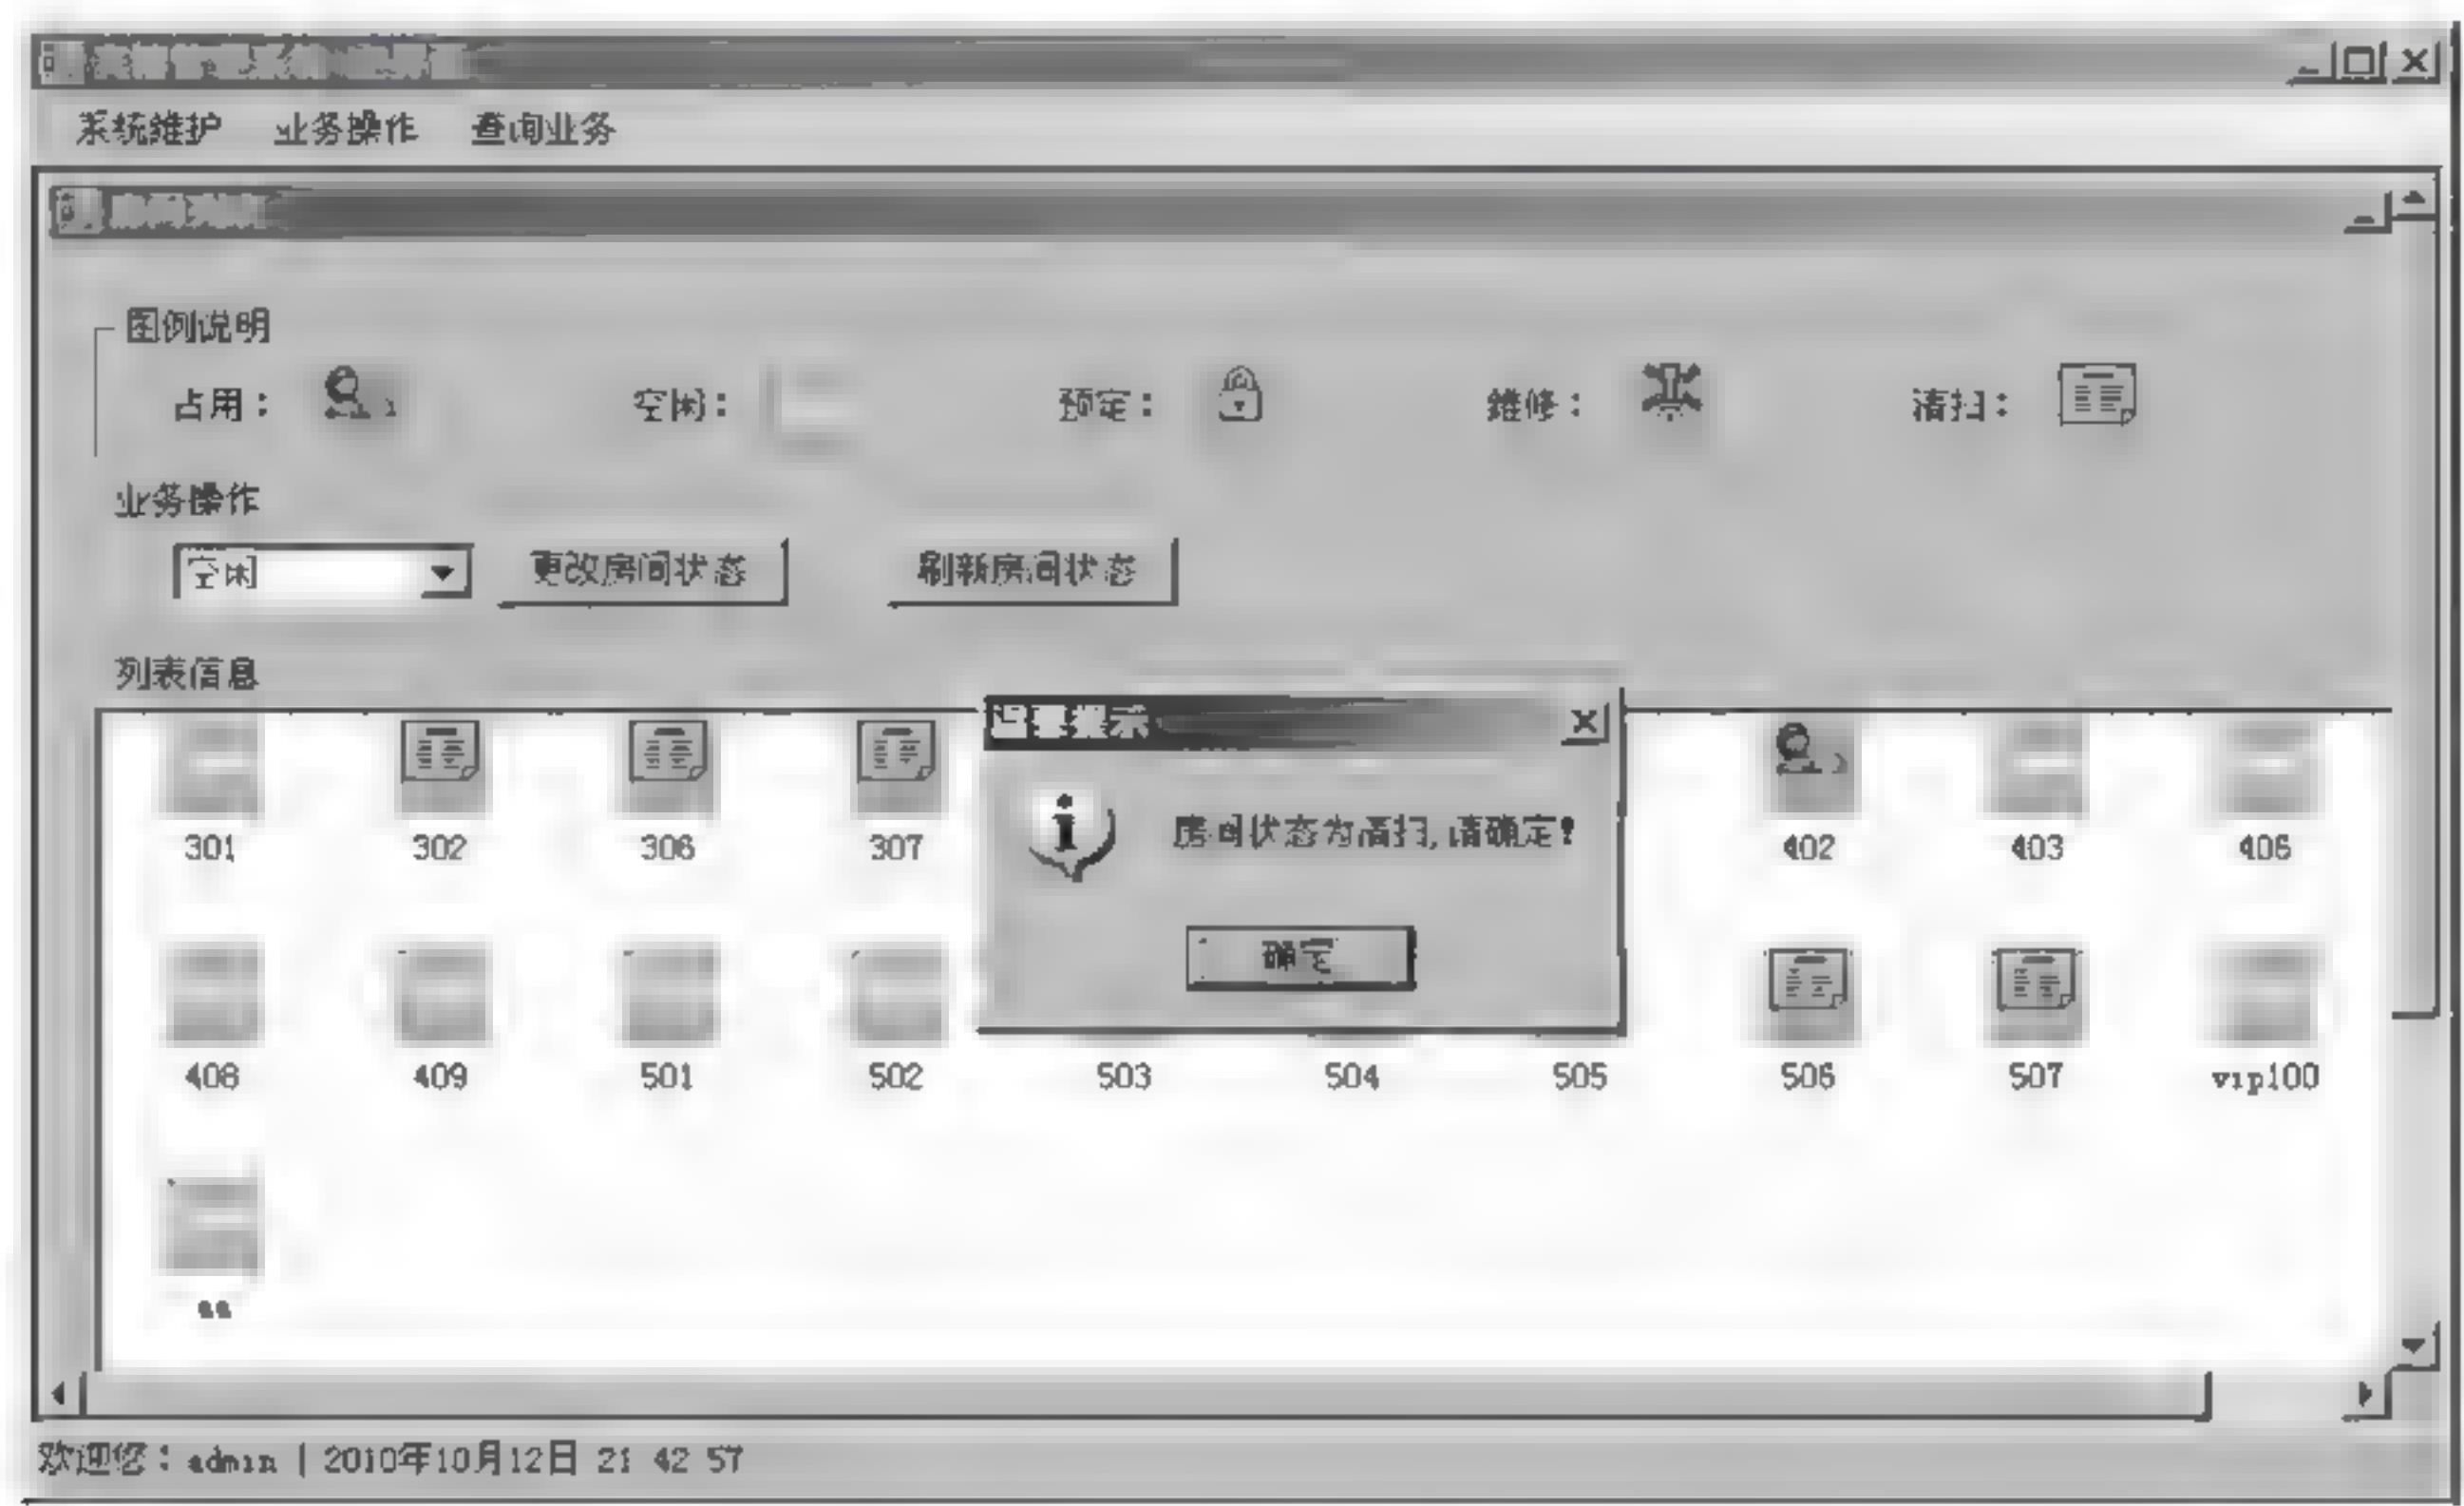 系统维护 业务操作 查询业务
图例说明
占用： 空闲： 预定： 维修： 清扫：
业务操作
空闲 更改房间状态 刷新房间状态
列表信息
提示
房间状态为清扫,请确定!
确定
301 302 306 307 402 403 406
408 409 501 502 503 504 505 506 507 vip100
aa
欢迎您：admin | 2010年10月12日 21 42 57